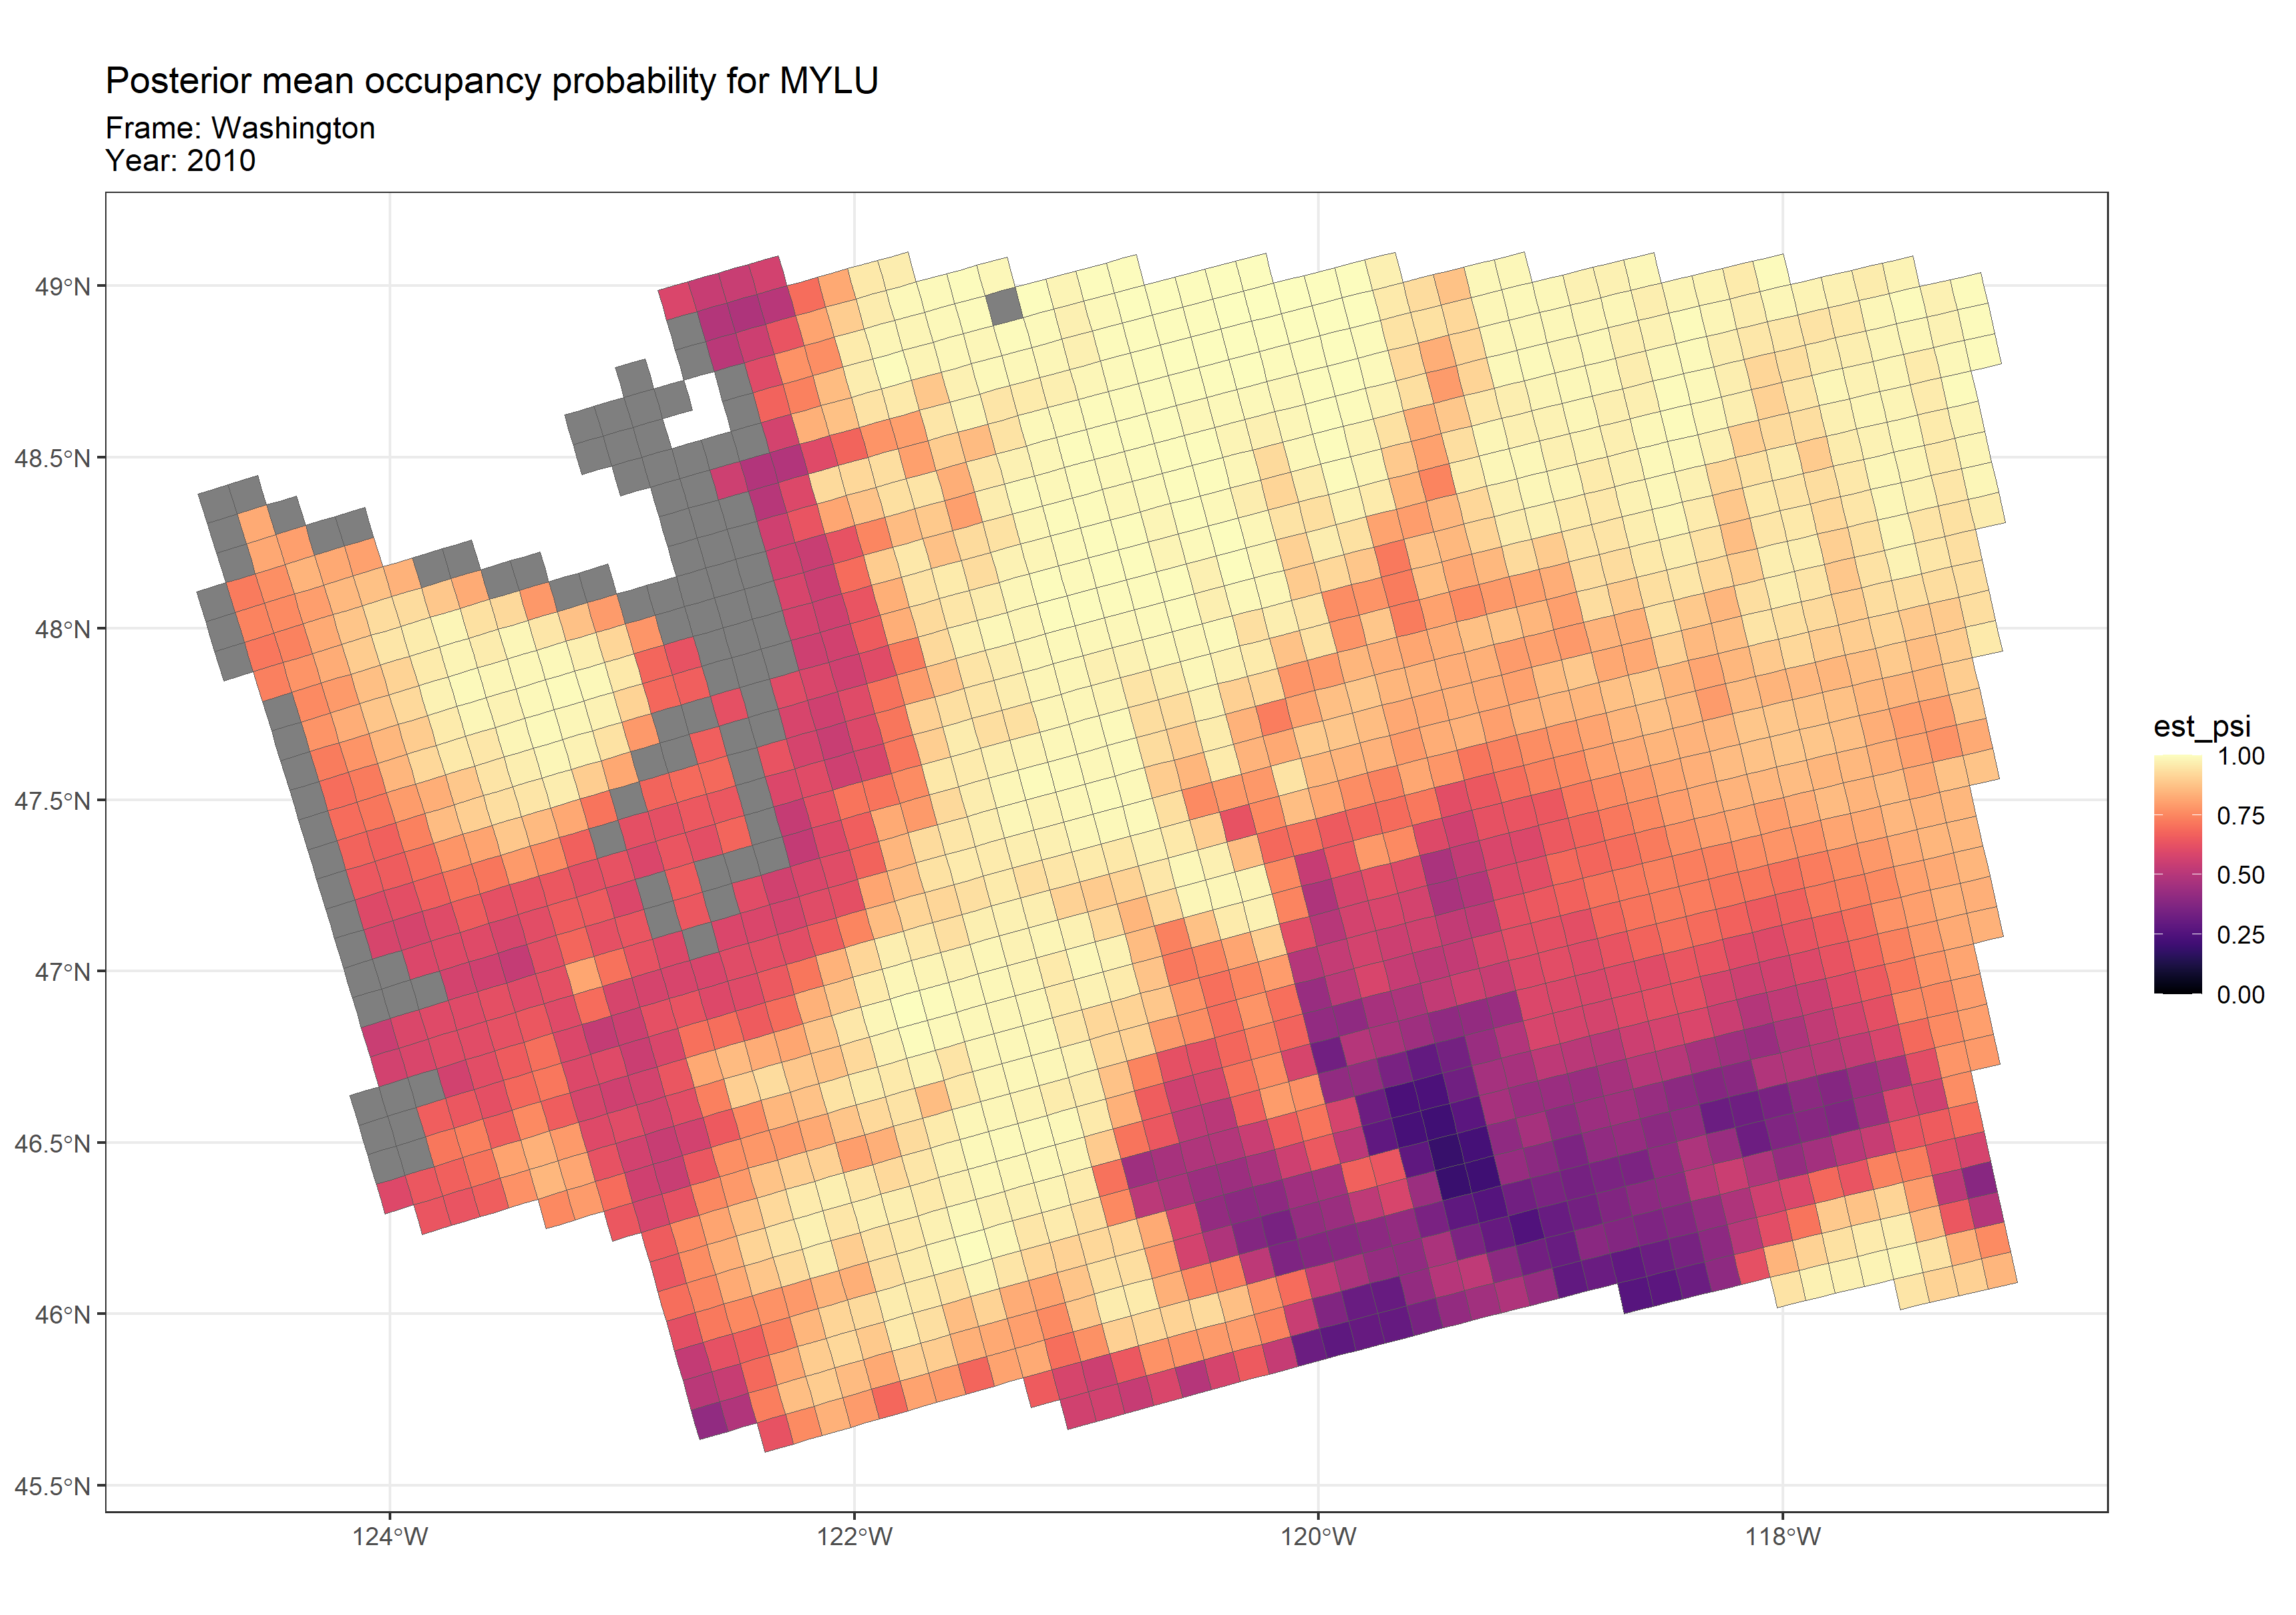 Posterior mean occupancy probability for MYLU
Frame: Washington
Year: 2010
49°N
48.5°N
48°N
47.5°N
47°N
46.5°N
46°N
45.5°N
124°W
122°W
120°W
118°W
est_psi
1.00
0.75
0.50
0.25
0.00